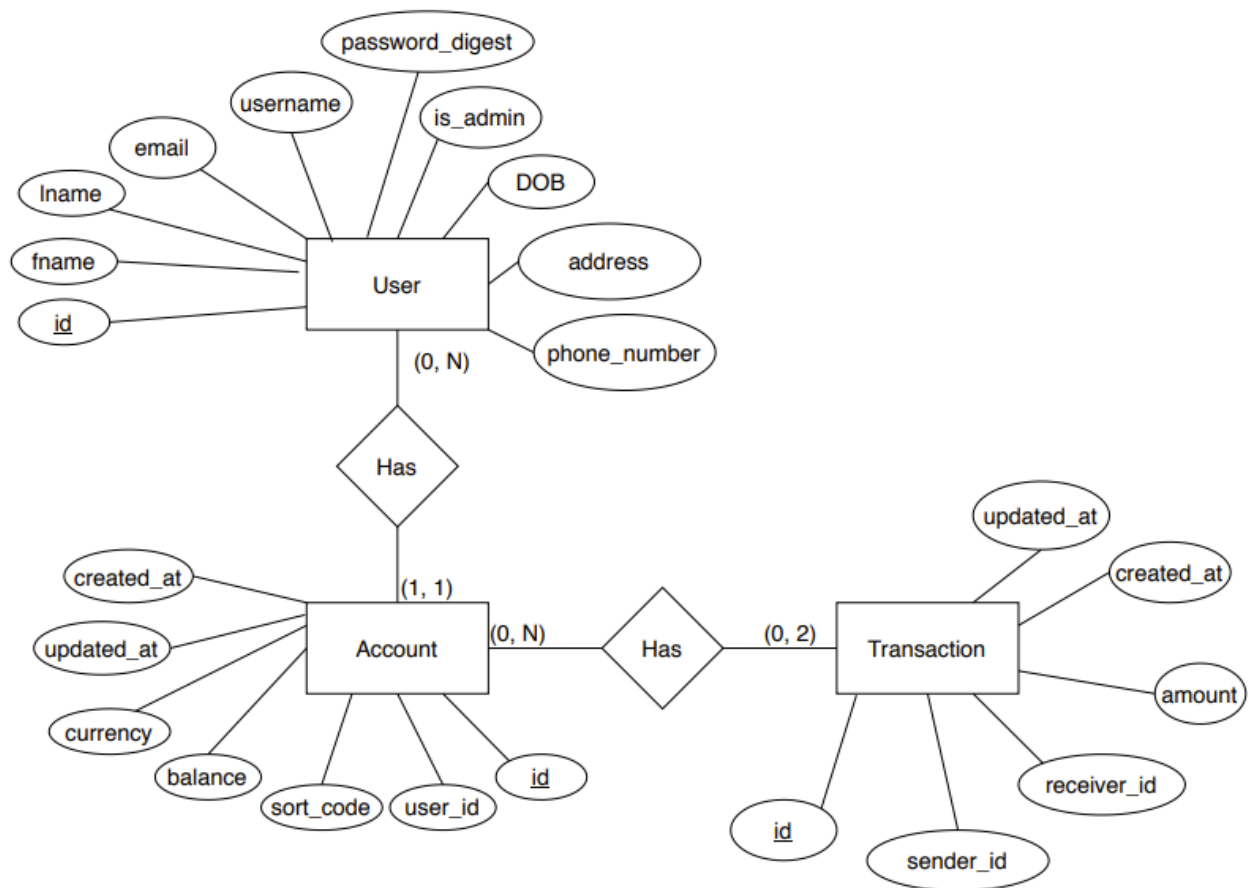 password_digest
username
is_admin
email
DOB
lname
fname
address
User
id
phone_number
(0, N)
Has
updated_at
created_at
created_at
(1, 1)
(0, N)
(0, 2)
updated_at
Account
Has
Transaction
amount
currency
balance
id
receiver_id
sort_code
user_id
id
sender_id